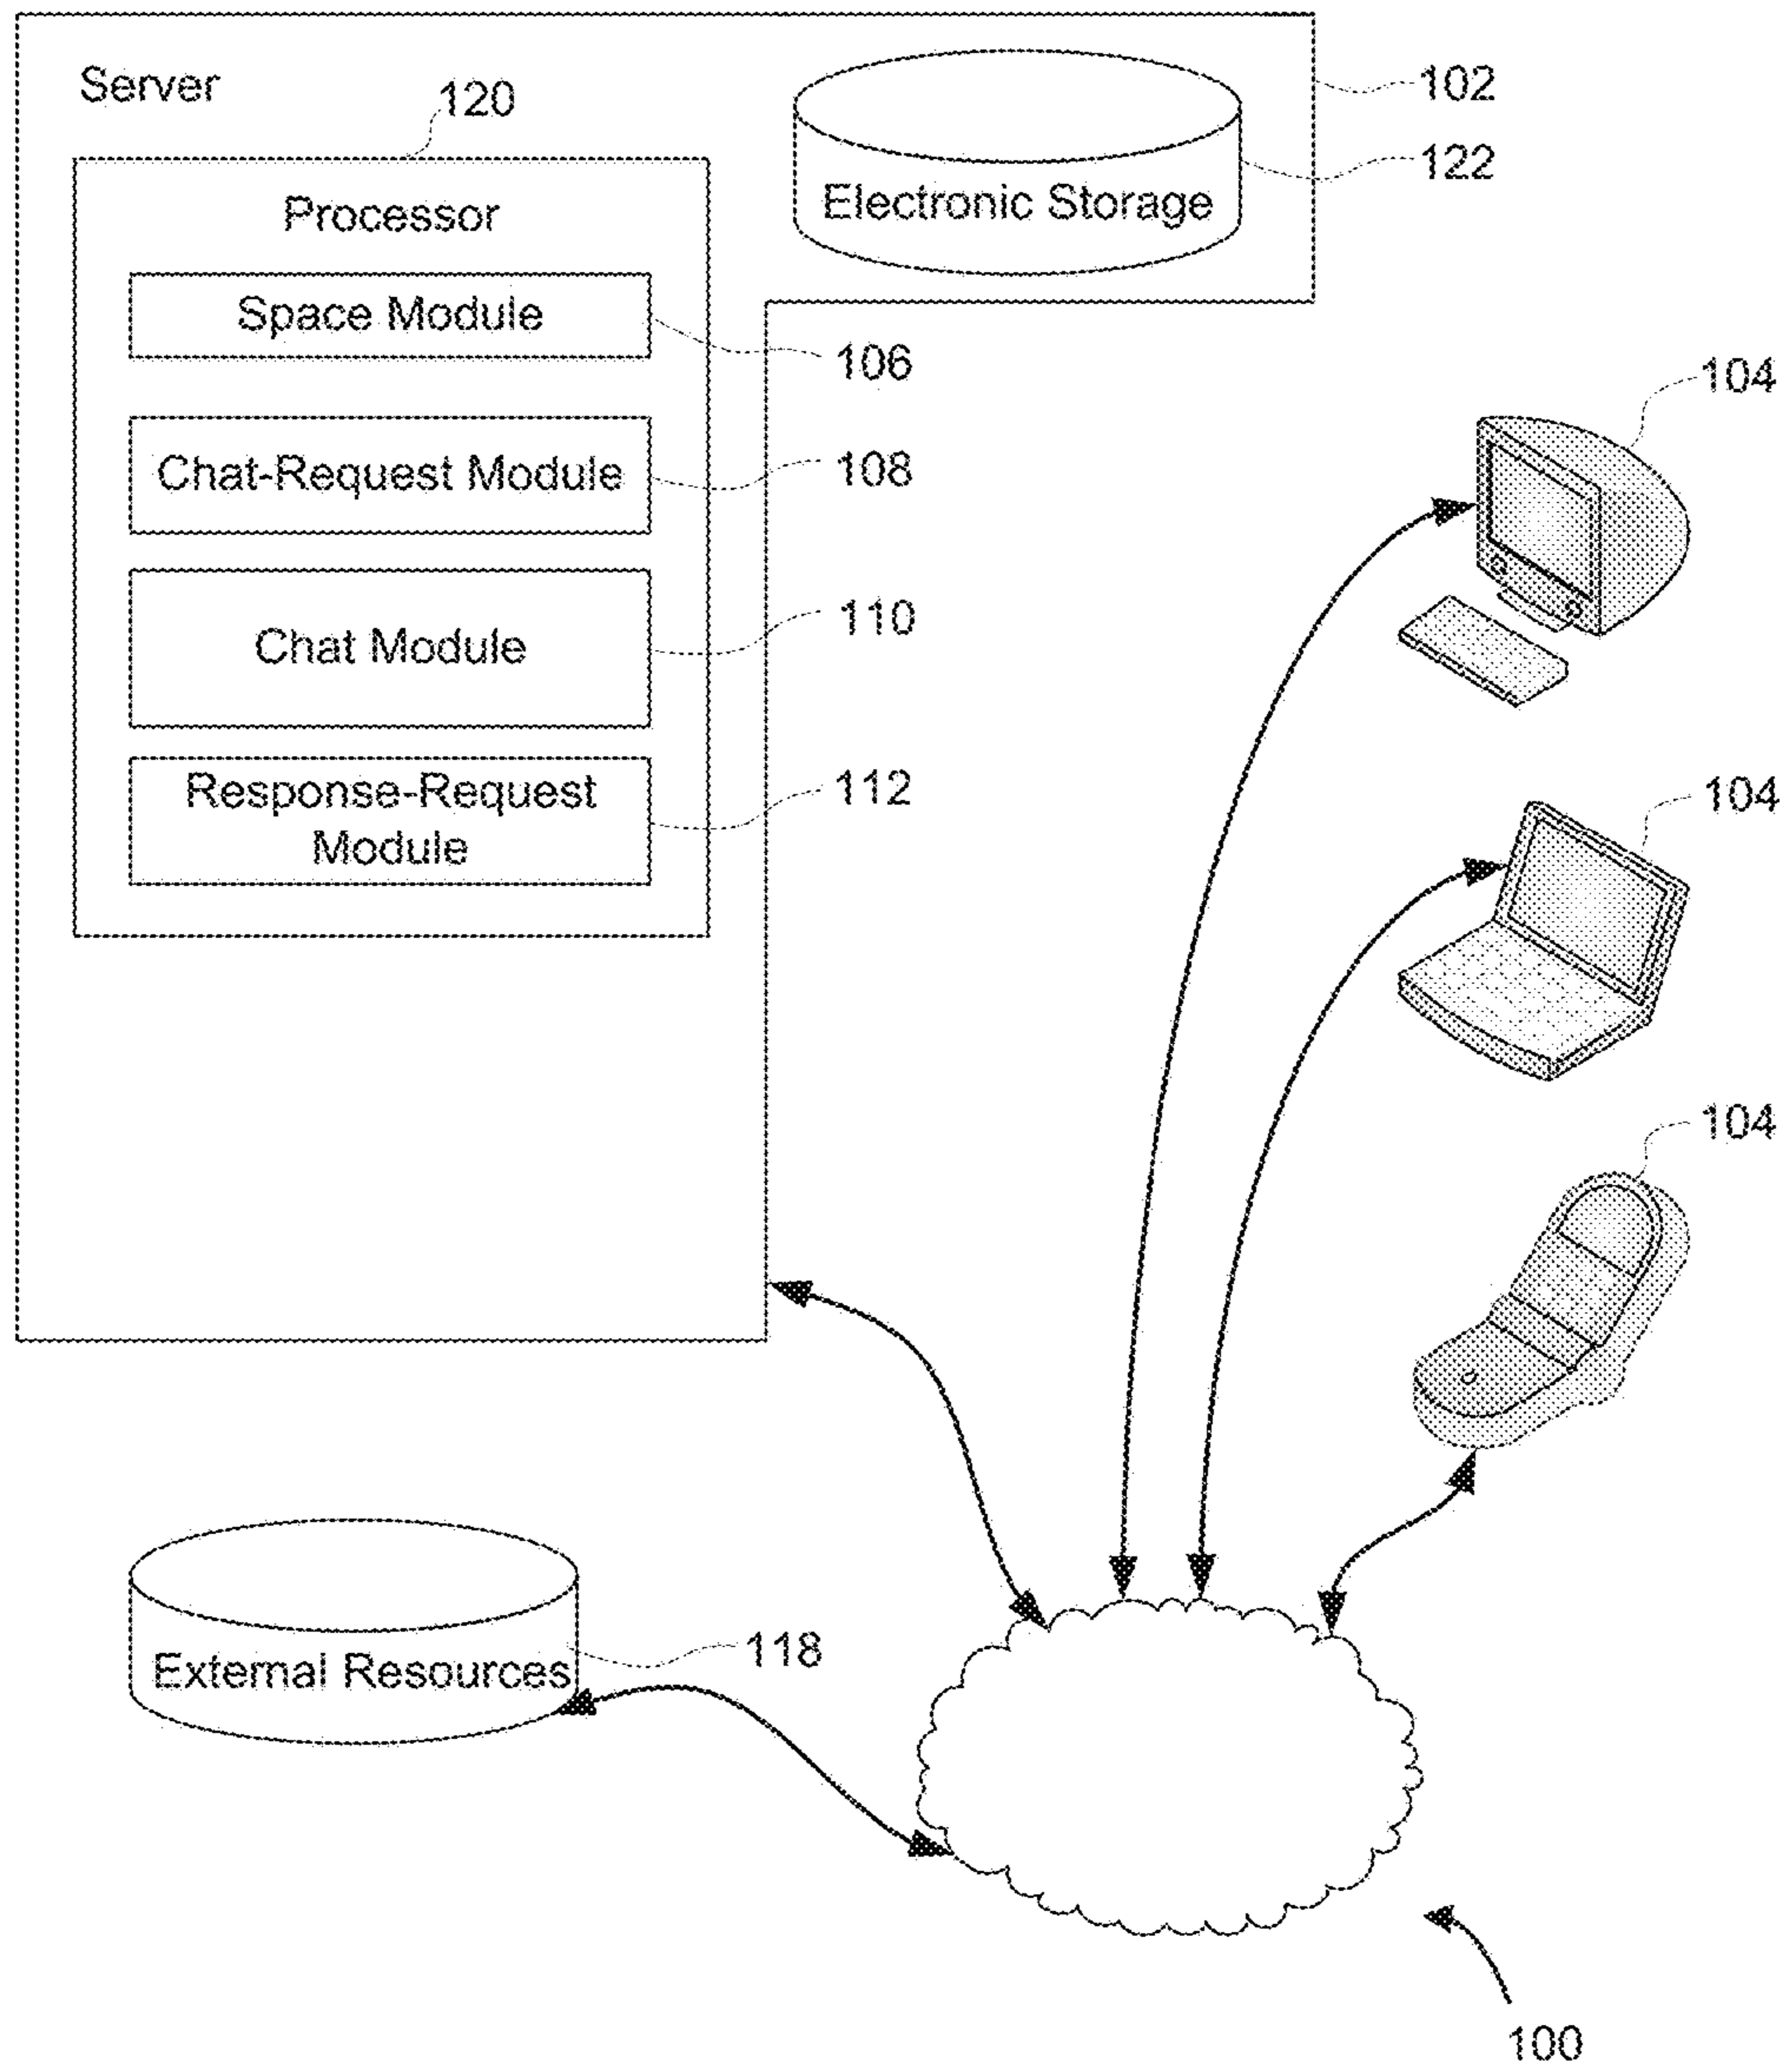 Server
120
102
122
Electronic Storage
Processor
Space Module
106
Chat-Request Module
108
Chat Module
110
Response-Request
Module
112
104
104
104
External Resources
118
100